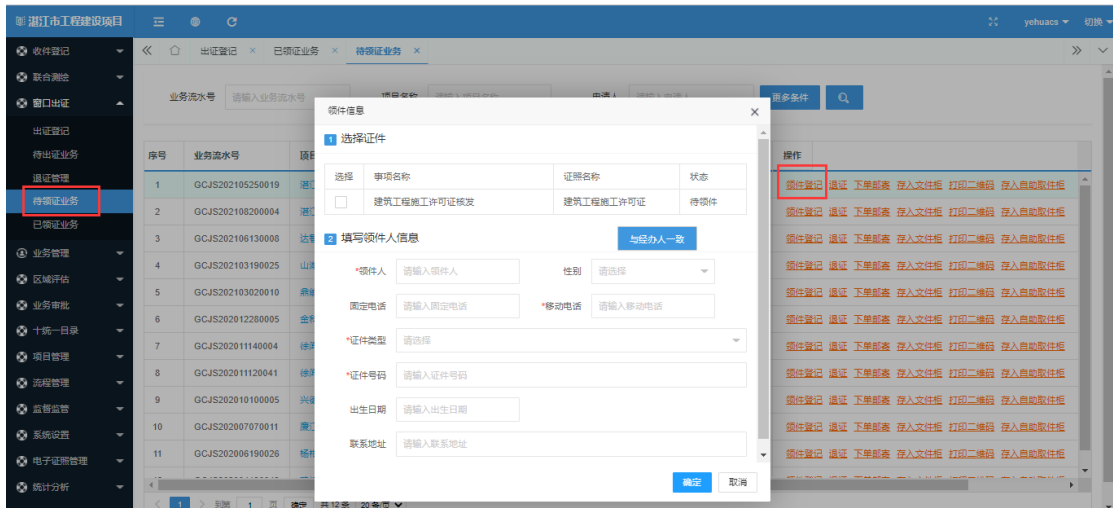 湛江市工程建设项目
yehuacs
切换
收件登记
联合测绘
窗口出证
出证登记
待出证业务
退证管理
待领证业务
已领证业务
业务管理
区域评估
业务审批
十统一目录
项目管理
流程管理
监督监管
系统设置
电子证照管理
统计分析
出证登记 × 已领证业务 × 待领证业务 ×
业务流水号 请输入业务流水号 更多条件
序号 业务流水号 操作
1 GCJS202105250019 领件登记 退证 下单邮寄 存入文件柜 打印二维码 存入自助取件柜
2 GCJS202108200004 领件登记 退证 下单邮寄 存入文件柜 打印二维码 存入自助取件柜
3 GCJS202106130008 领件登记 退证 下单邮寄 存入文件柜 打印二维码 存入自助取件柜
4 GCJS202103190025 领件登记 退证 下单邮寄 存入文件柜 打印二维码 存入自助取件柜
5 GCJS202103020010 领件登记 退证 下单邮寄 存入文件柜 打印二维码 存入自助取件柜
6 GCJS202012280005 领件登记 退证 下单邮寄 存入文件柜 打印二维码 存入自助取件柜
7 GCJS202011140004 领件登记 退证 下单邮寄 存入文件柜 打印二维码 存入自助取件柜
8 GCJS202011120041 领件登记 退证 下单邮寄 存入文件柜 打印二维码 存入自助取件柜
9 GCJS202010100005 领件登记 退证 下单邮寄 存入文件柜 打印二维码 存入自助取件柜
10 GCJS202007070011 领件登记 退证 下单邮寄 存入文件柜 打印二维码 存入自助取件柜
11 GCJS202006190026 领件登记 退证 下单邮寄 存入文件柜 打印二维码 存入自助取件柜
1 到第 1 页 确定 共 12 条 20 条/页
领件信息 ×
1 选择证件
选择 事项名称 证照名称 状态
建筑工程施工许可证核发 建筑工程施工许可证 待领件
2 填写领件人信息 与经办人一致
*领件人 请输入领件人 性别 请选择
固定电话 请输入固定电话 *移动电话 请输入移动电话
*证件类型 请选择
*证件号码 请输入证件号码
出生日期 请输入出生日期
联系地址 请输入联系地址
确定 取消